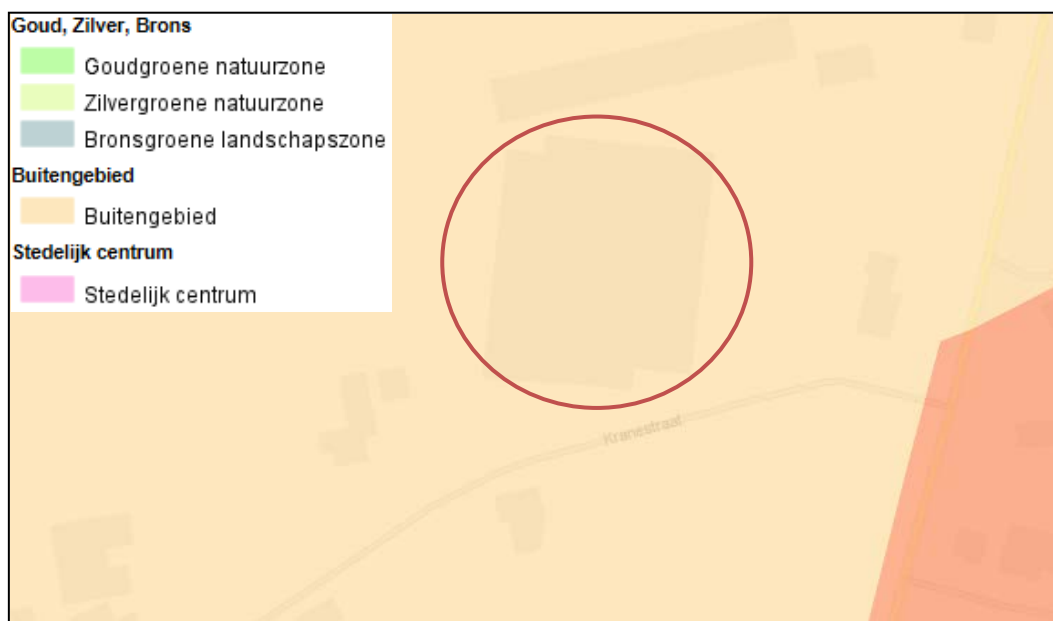 Goud, Zilver, Brons
Goudgroene natuurzone
Zilvergroene natuurzone
Bronsgroene landschapszone
Buitengebied
Buitengebied
Stedelijk centrum
Stedelijk centrum
Kranestraat